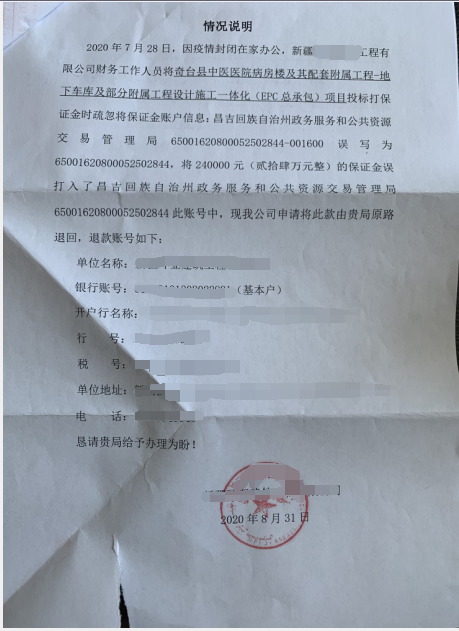 情况说明
2020 年 7 月 28 日，因疫情封闭在家办公，新疆 工程有
限公司财务工作人员将奇台县中医医院病房楼及其配套附属工程-地
下车库及部分附属工程设计施工一体化（EPC 总承包）项目投标打保
证金时疏忽将保证金账户信息：昌吉回族自治州政务服务和公共资源
交易管理局 65001620800052502844-001600 误写为
65001620800052502844，将 240000 元（贰拾肆万元整）的保证金误
打入了昌吉回族自治州政务服务和公共资源交易管理局
65001620800052502844 此账号中，现我公司申请将此款由贵局原路
退回，退款账号如下：
单位名称：
银行账号： （基本户）
开户行名称：
行 号：
税 号：
单位地址：
电 话：
恳请贵局给予办理为盼！
2020 年 8 月 31 日